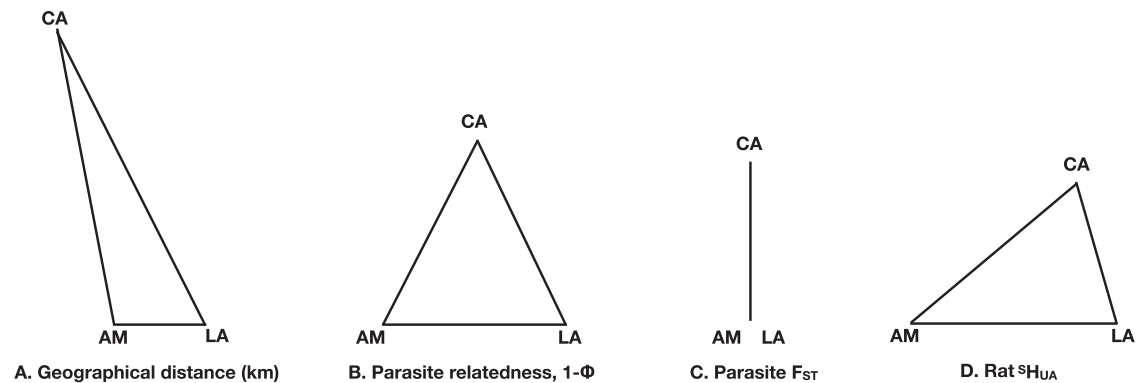 CA
AM
LA
A. Geographical distance (km)
CA
AM
LA
B. Parasite relatedness, 1-Φ
CA
AM LA
C. Parasite FST
CA
AM
LA
D. Rat sHUA